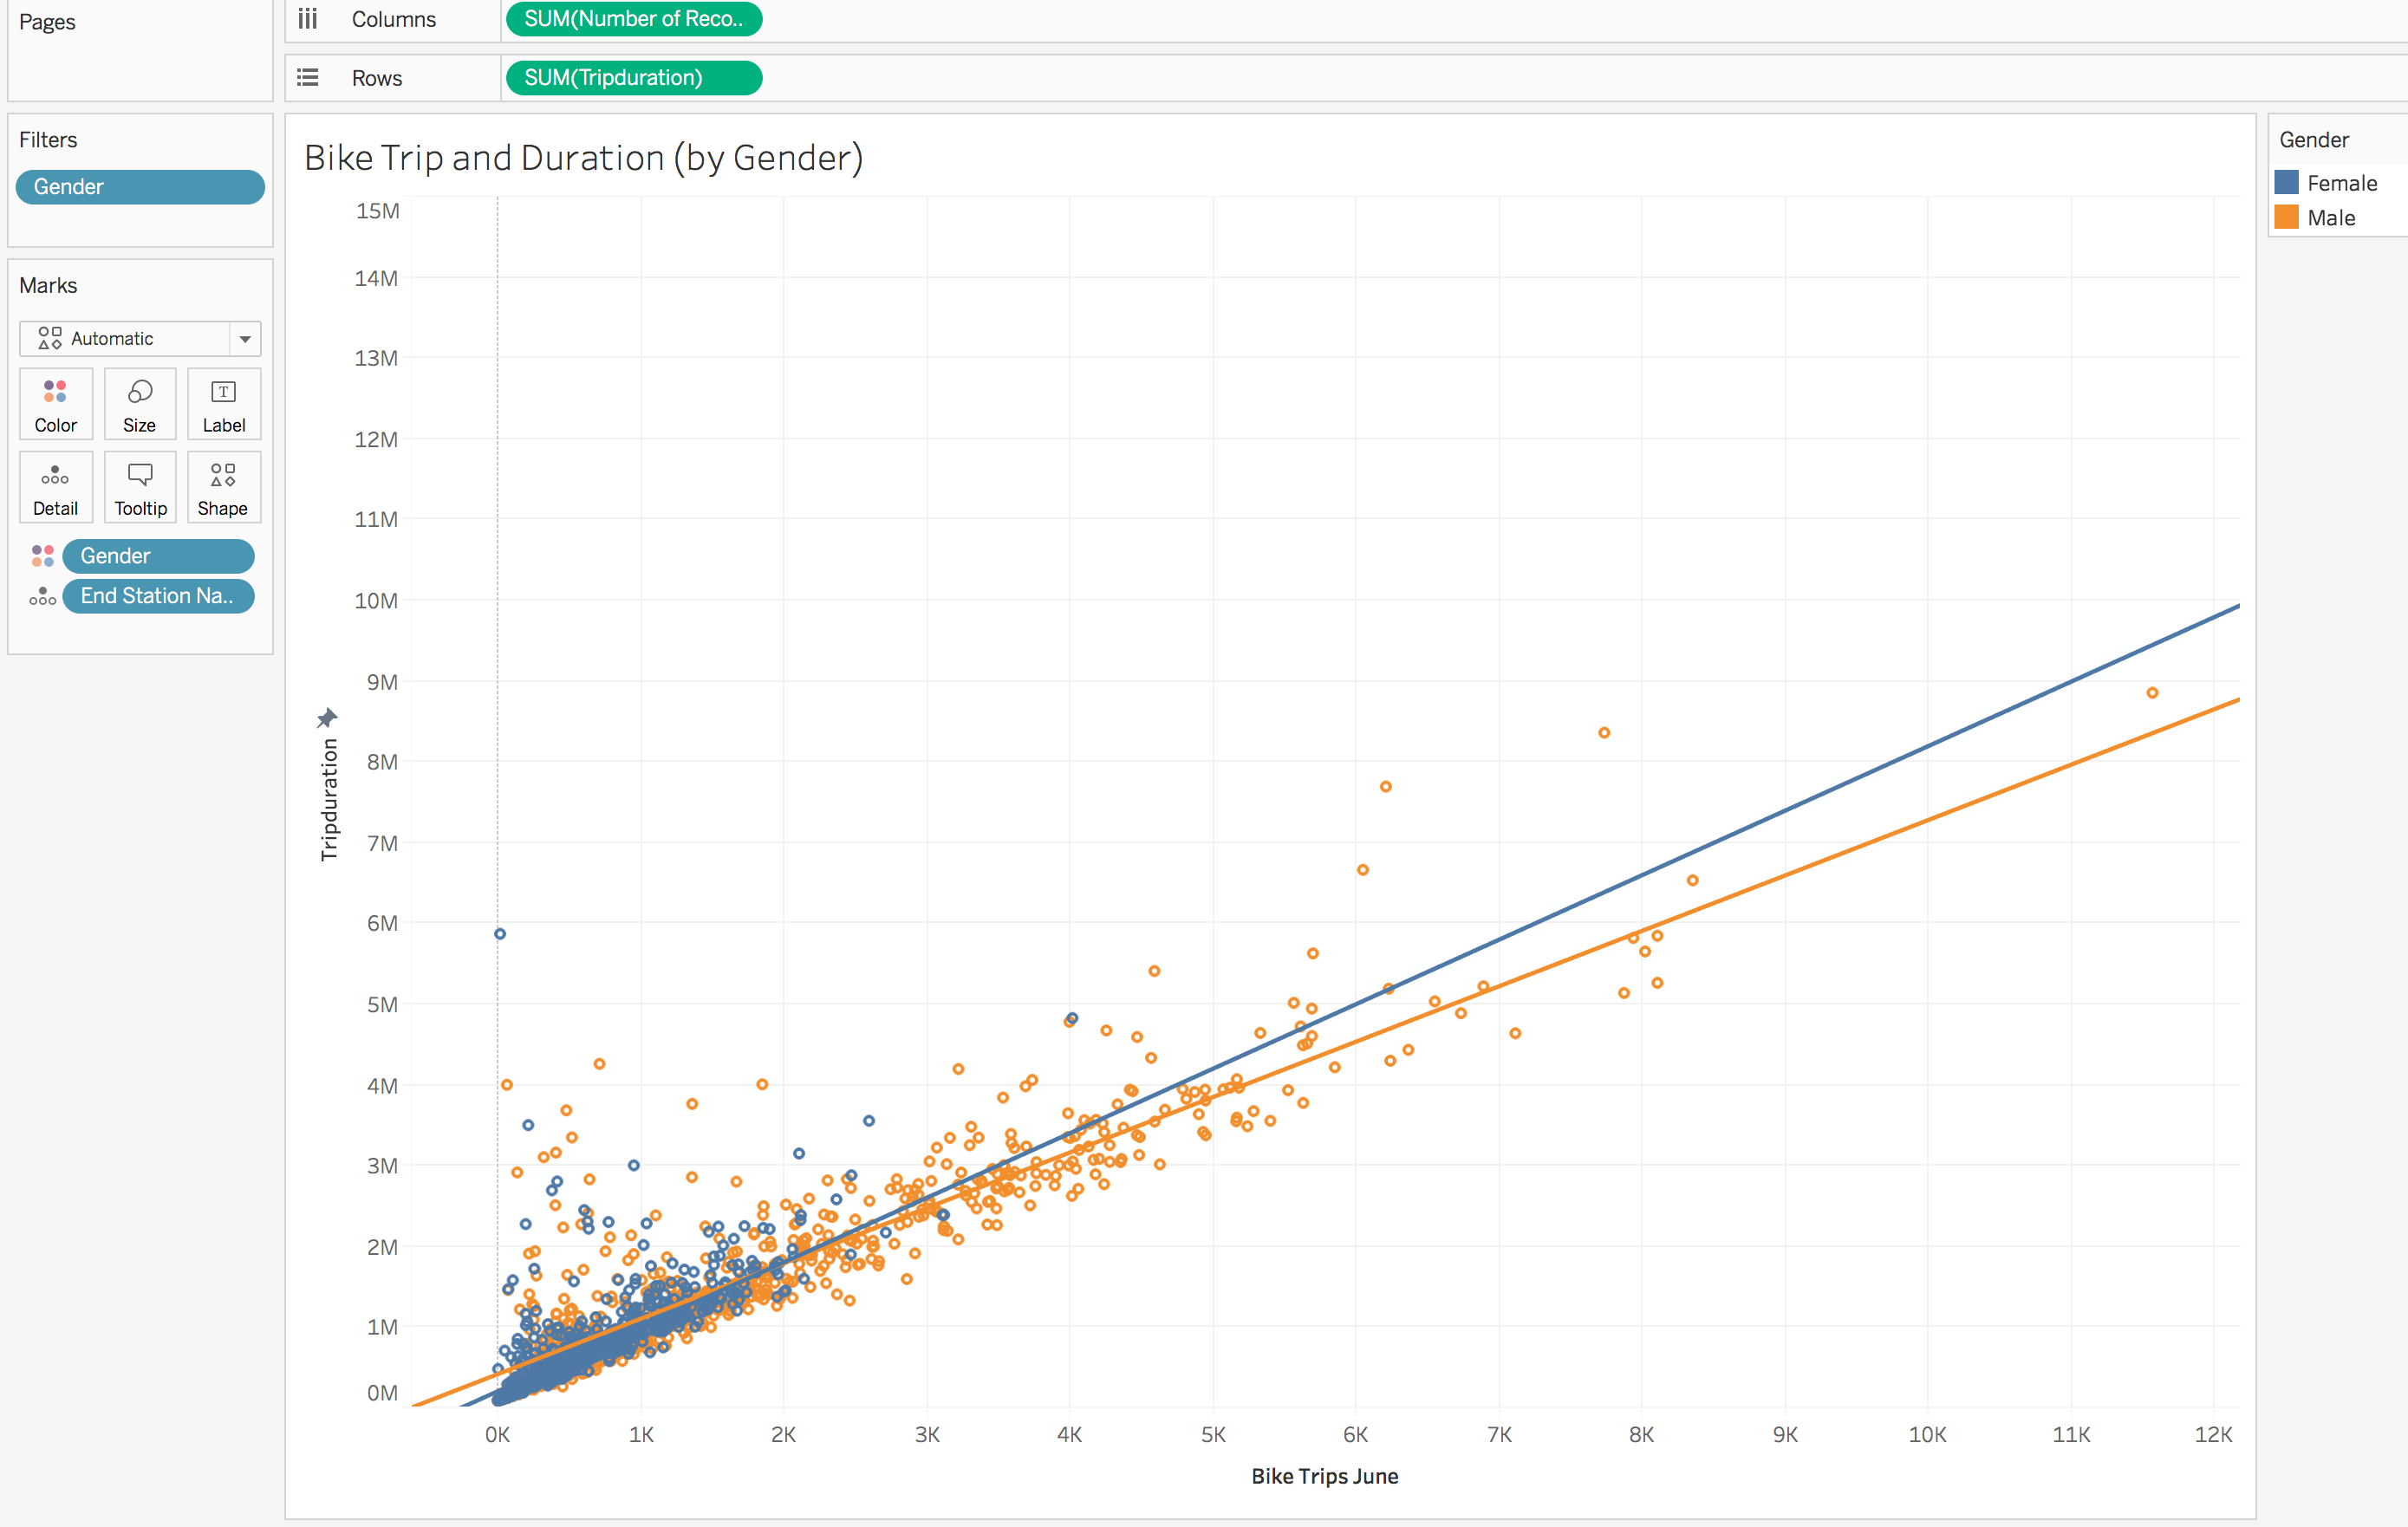 Pages
Columns
SUM(Number of Reco..
Rows
SUM(Tripduration)
Filters
Gender
Marks
Automatic
Color
Size
Label
Detail
Tooltip
Shape
Gender
End Station Na..
Bike Trip and Duration (by Gender)
15M
14M
13M
12M
11M
10M
9M
8M
7M
6M
5M
4M
3M
2M
1M
0M
Tripduration
0K 1K 2K 3K 4K 5K 6K 7K 8K 9K 10K 11K 12K
Bike Trips June
Gender
Female
Male